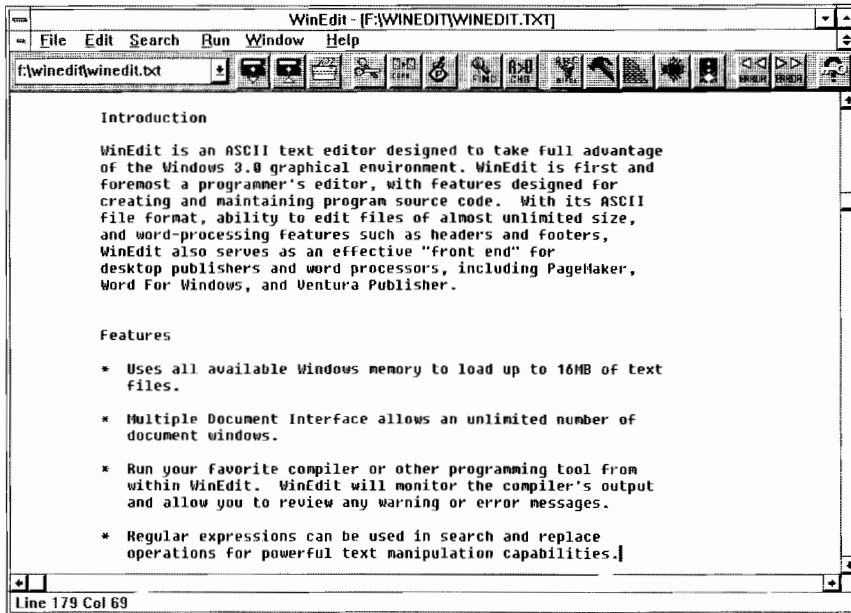 WinEdit - [F:\WINEDIT\WINEDIT.TXT]
File Edit Search Run Window Help
f:\winedit\winedit.txt
FIND
ERROR ERROR
Introduction
WinEdit is an ASCII text editor designed to take full advantage
of the Windows 3.0 graphical environment. WinEdit is first and
foremost a programmer's editor, with features designed for
creating and maintaining program source code. With its ASCII
file format, ability to edit files of almost unlimited size,
and word-processing features such as headers and footers,
WinEdit also serves as an effective "front end" for
desktop publishers and word processors, including PageMaker,
Word For Windows, and Ventura Publisher.
Features
* Uses all available Windows memory to load up to 16MB of text
files.
* Multiple Document Interface allows an unlimited number of
document windows.
* Run your favorite compiler or other programming tool from
within WinEdit. WinEdit will monitor the compiler's output
and allow you to review any warning or error messages.
* Regular expressions can be used in search and replace
operations for powerful text manipulation capabilities.
Line 179 Col 69